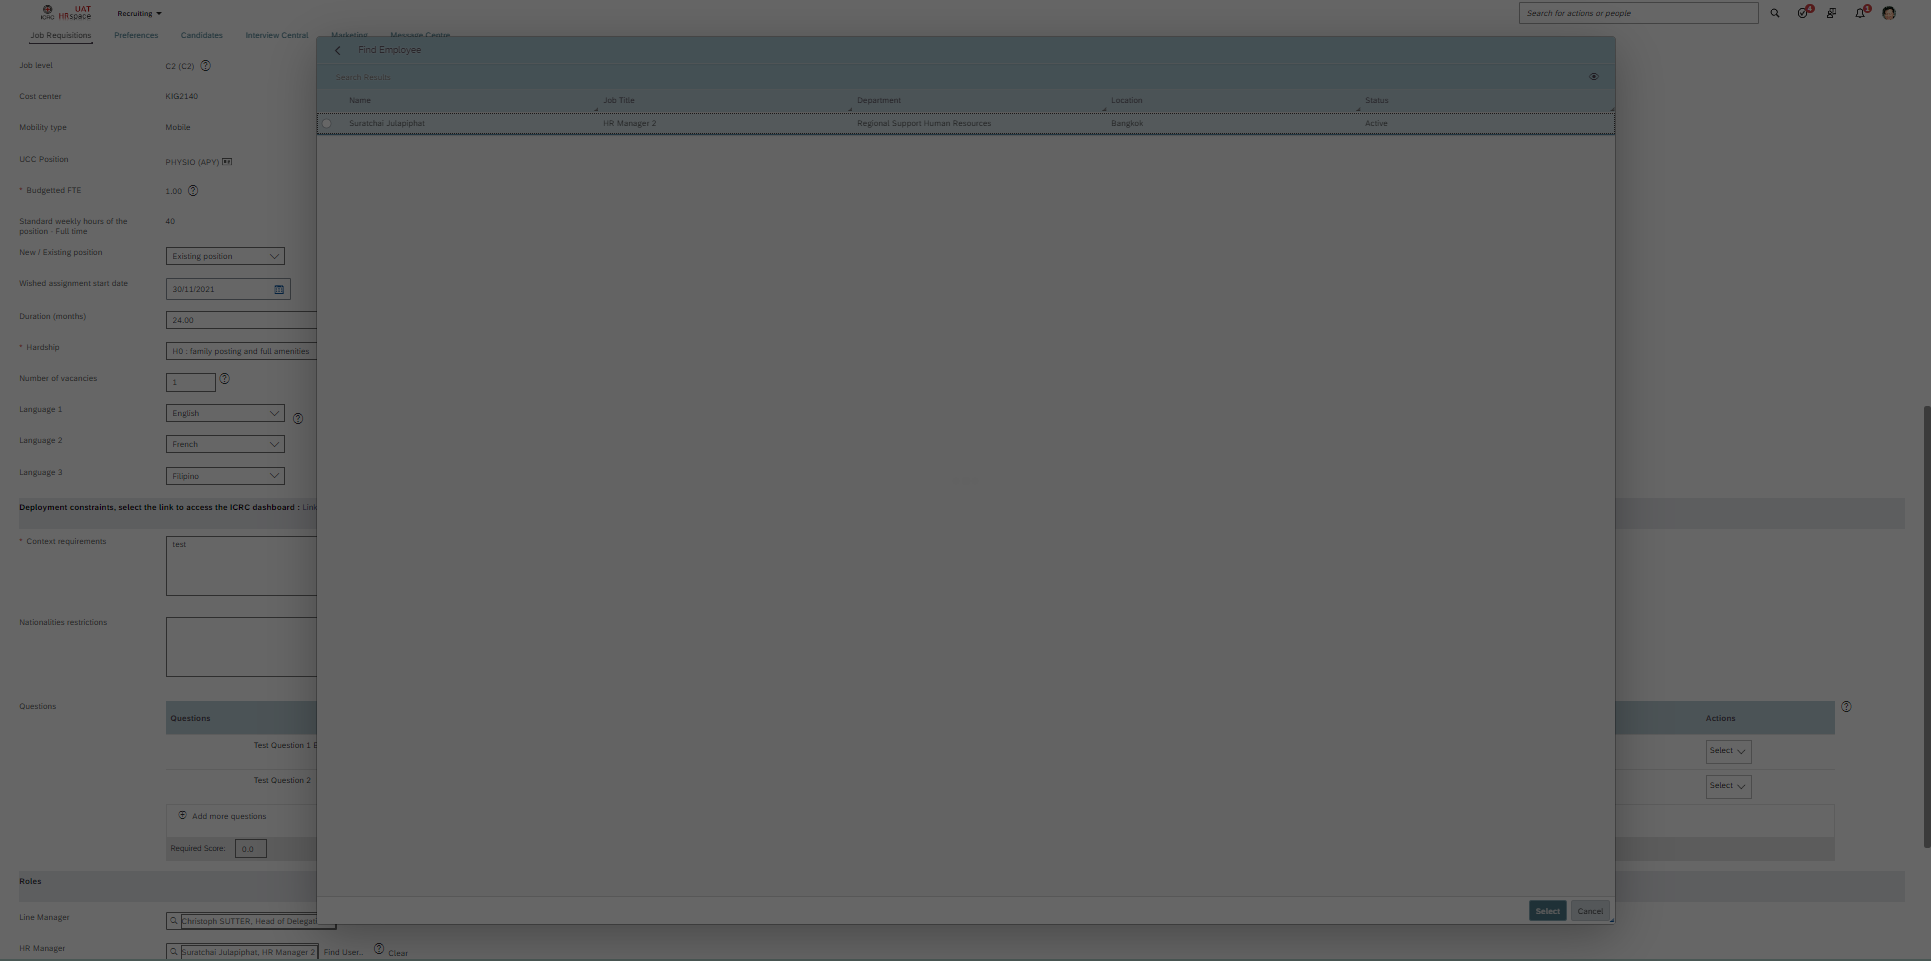 ICRC UAT HRspace
Recruiting
Search for actions or people
4
1
Job Requisitions Preferences Candidates Interview Central Marketing Message Centre
Find Employee
Search Results
Name Job Title Department Location Status
Suratchai Julapiphat HR Manager 2 Regional Support Human Resources Bangkok Active
Job level C2 (C2)
Cost center KIG2140
Mobility type Mobile
UCC Position PHYSIO (APY)
* Budgetted FTE 1.00
Standard weekly hours of the position - Full time 40
New / Existing position Existing position
Wished assignment start date 30/11/2021
Duration (months) 24.00
* Hardship H0 : family posting and full amenities
Number of vacancies 1
Language 1 English
Language 2 French
Language 3 Filipino
Deployment constraints, select the link to access the ICRC dashboard : Link
* Context requirements test
Nationalities restrictions
Questions Questions Actions
Test Question 1 E Select
Test Question 2 Select
Add more questions
Required Score: 0.0
Roles
Select Cancel
Line Manager Christoph SUTTER, Head of Delegati
HR Manager Suratchai Julapiphat, HR Manager 2 Find User... Clear